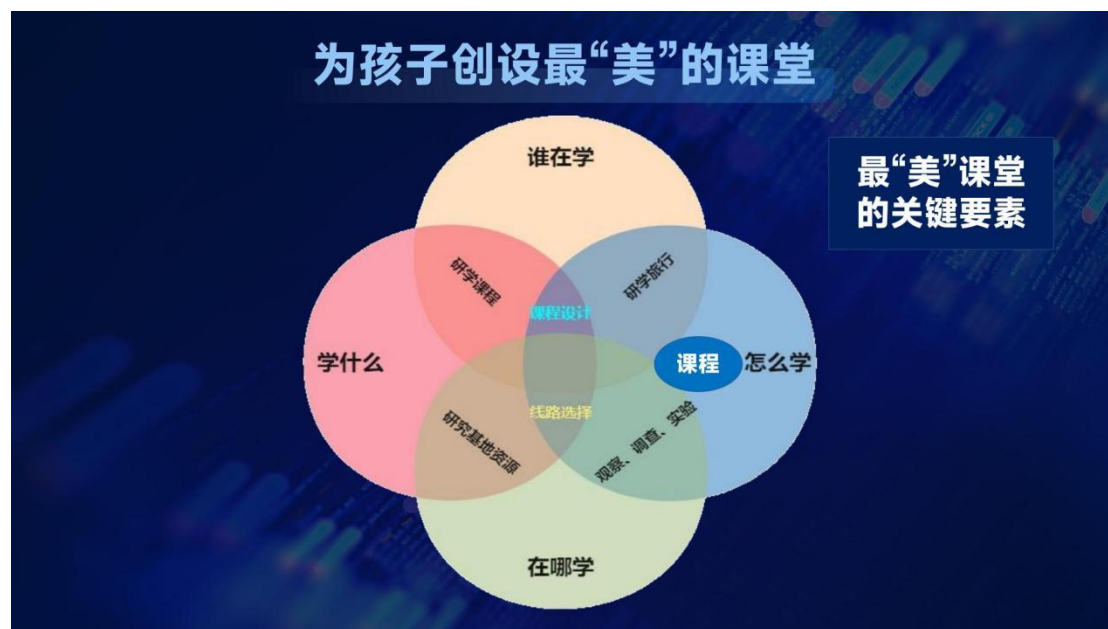 为孩子创设最“美”的课堂
最“美”课堂
的关键要素
谁在学
研学课程
研学旅行
课程设计
学什么
课程
怎么学
线路选择
研究基地资源
观察、调查、实验
在哪学